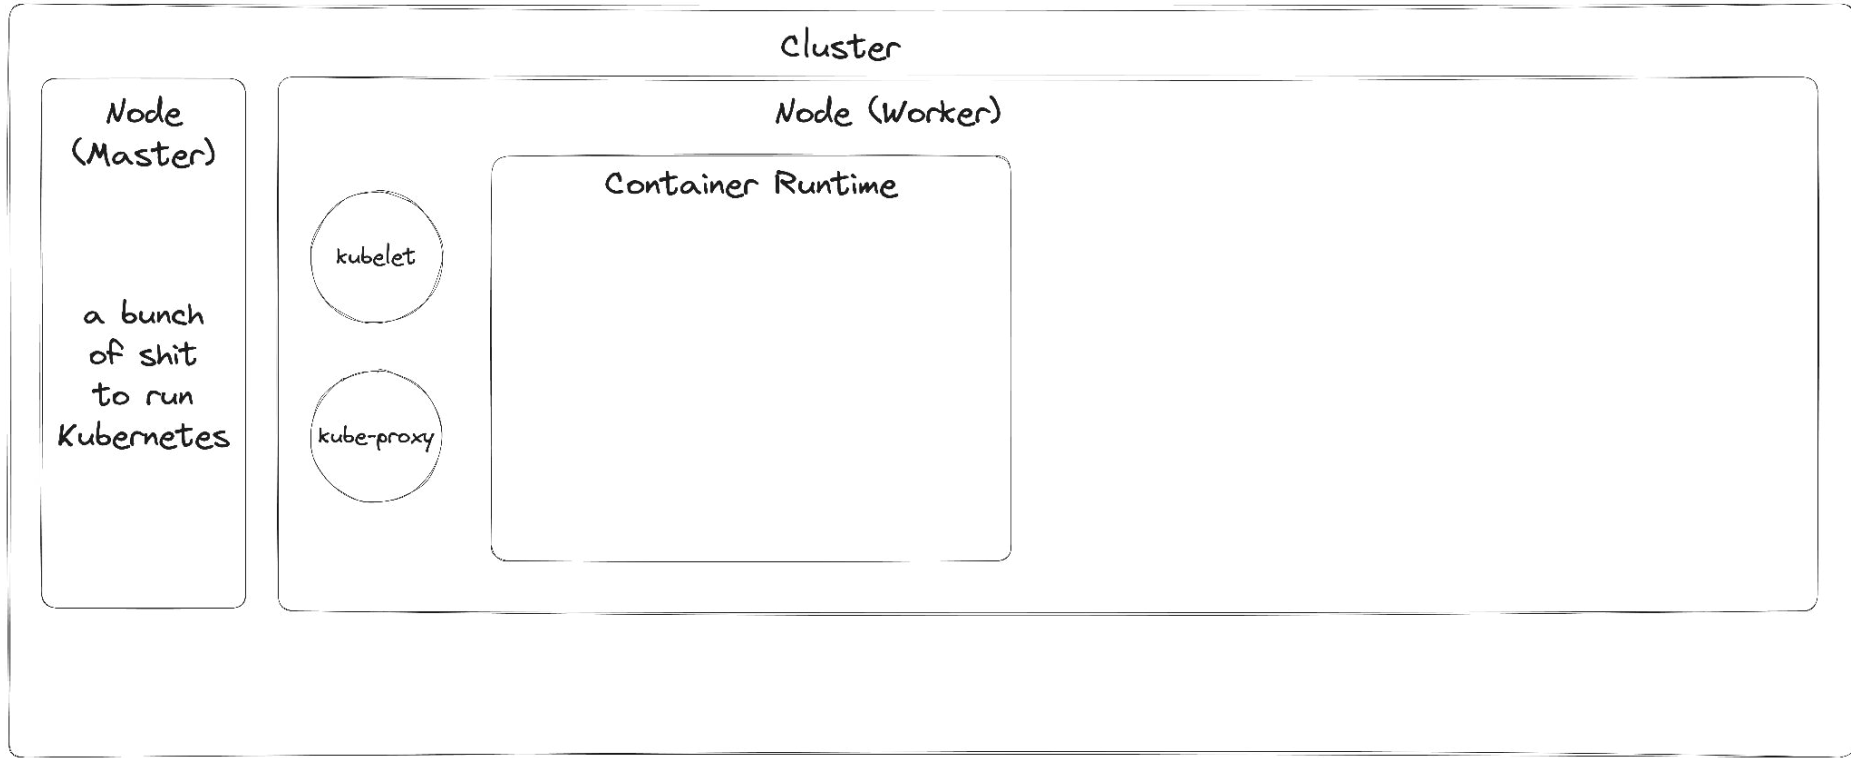 Cluster
Node
(Master)
a bunch
of shit
to run
Kubernetes
Node (Worker)
Container Runtime
kubelet
kube-proxy